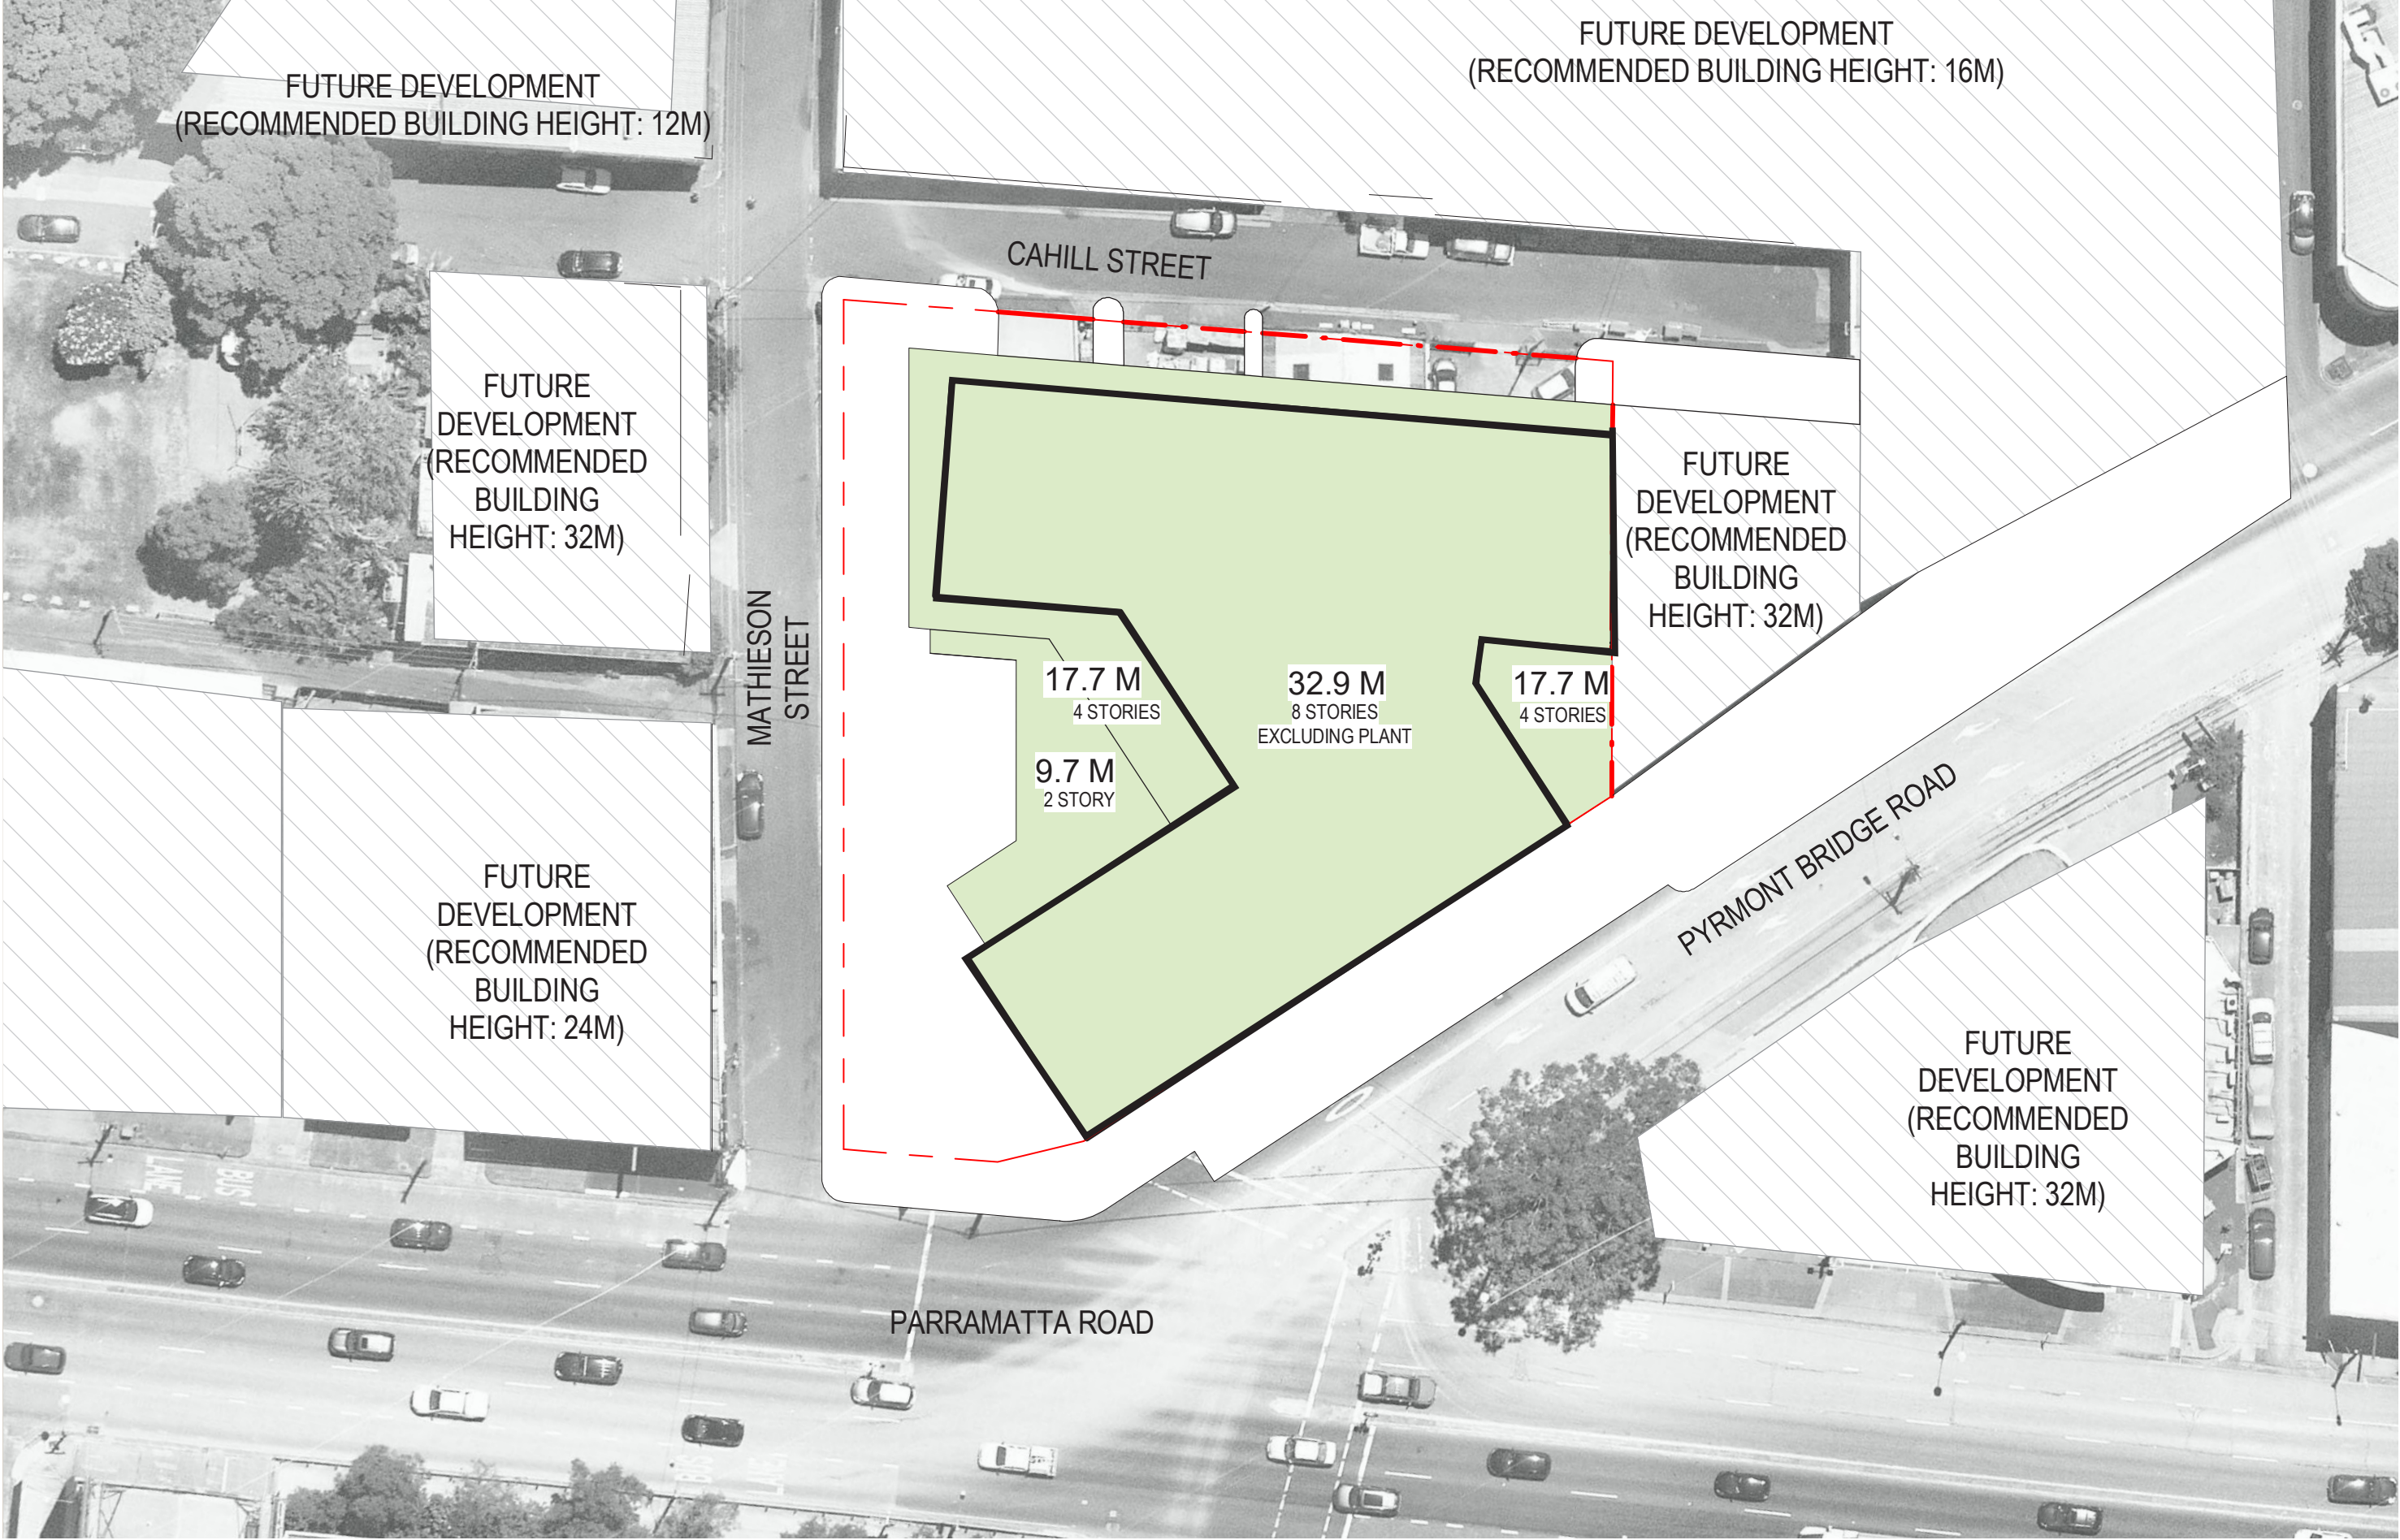 FUTURE DEVELOPMENT
(RECOMMENDED BUILDING HEIGHT: 16M)
FUTURE DEVELOPMENT
(RECOMMENDED BUILDING HEIGHT: 12M)
CAHILL STREET
FUTURE
DEVELOPMENT
(RECOMMENDED
BUILDING
HEIGHT: 32M)
FUTURE
DEVELOPMENT
(RECOMMENDED
BUILDING
HEIGHT: 32M)
MATHIESON
STREET
17.7 M
4 STORIES
32.9 M
8 STORIES
EXCLUDING PLANT
17.7 M
4 STORIES
9.7 M
2 STORY
PYRMONT BRIDGE ROAD
FUTURE
DEVELOPMENT
(RECOMMENDED
BUILDING
HEIGHT: 24M)
FUTURE
DEVELOPMENT
(RECOMMENDED
BUILDING
HEIGHT: 32M)
BUS
LANE
PARRAMATTA ROAD